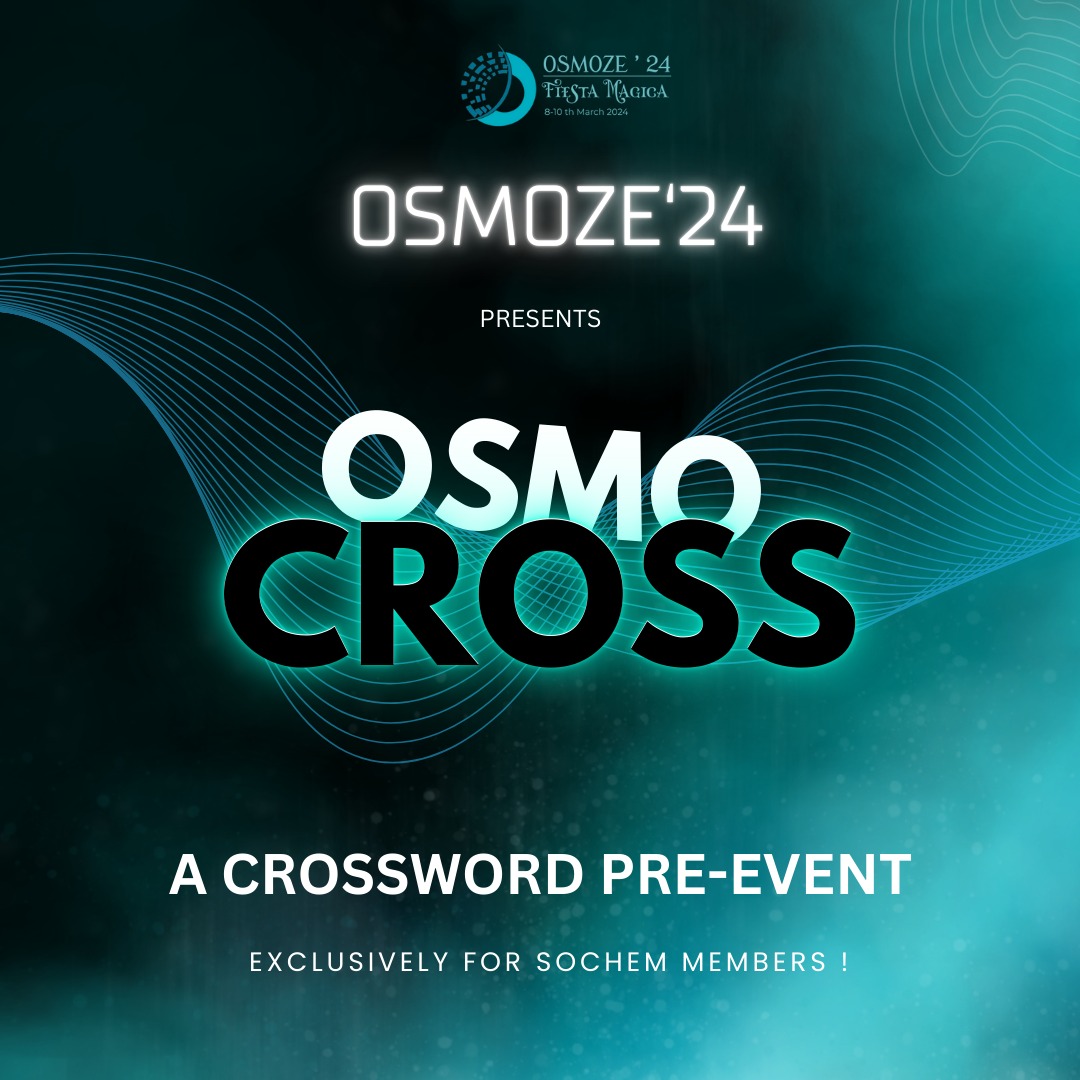 OSMOZE ' 24
FIESTA MAGICA
8-10 th March 2024
OSMOZE‘24
PRESENTS
OSMO
CROSS
A CROSSWORD PRE-EVENT
EXCLUSIVELY FOR SOCHEM MEMBERS !